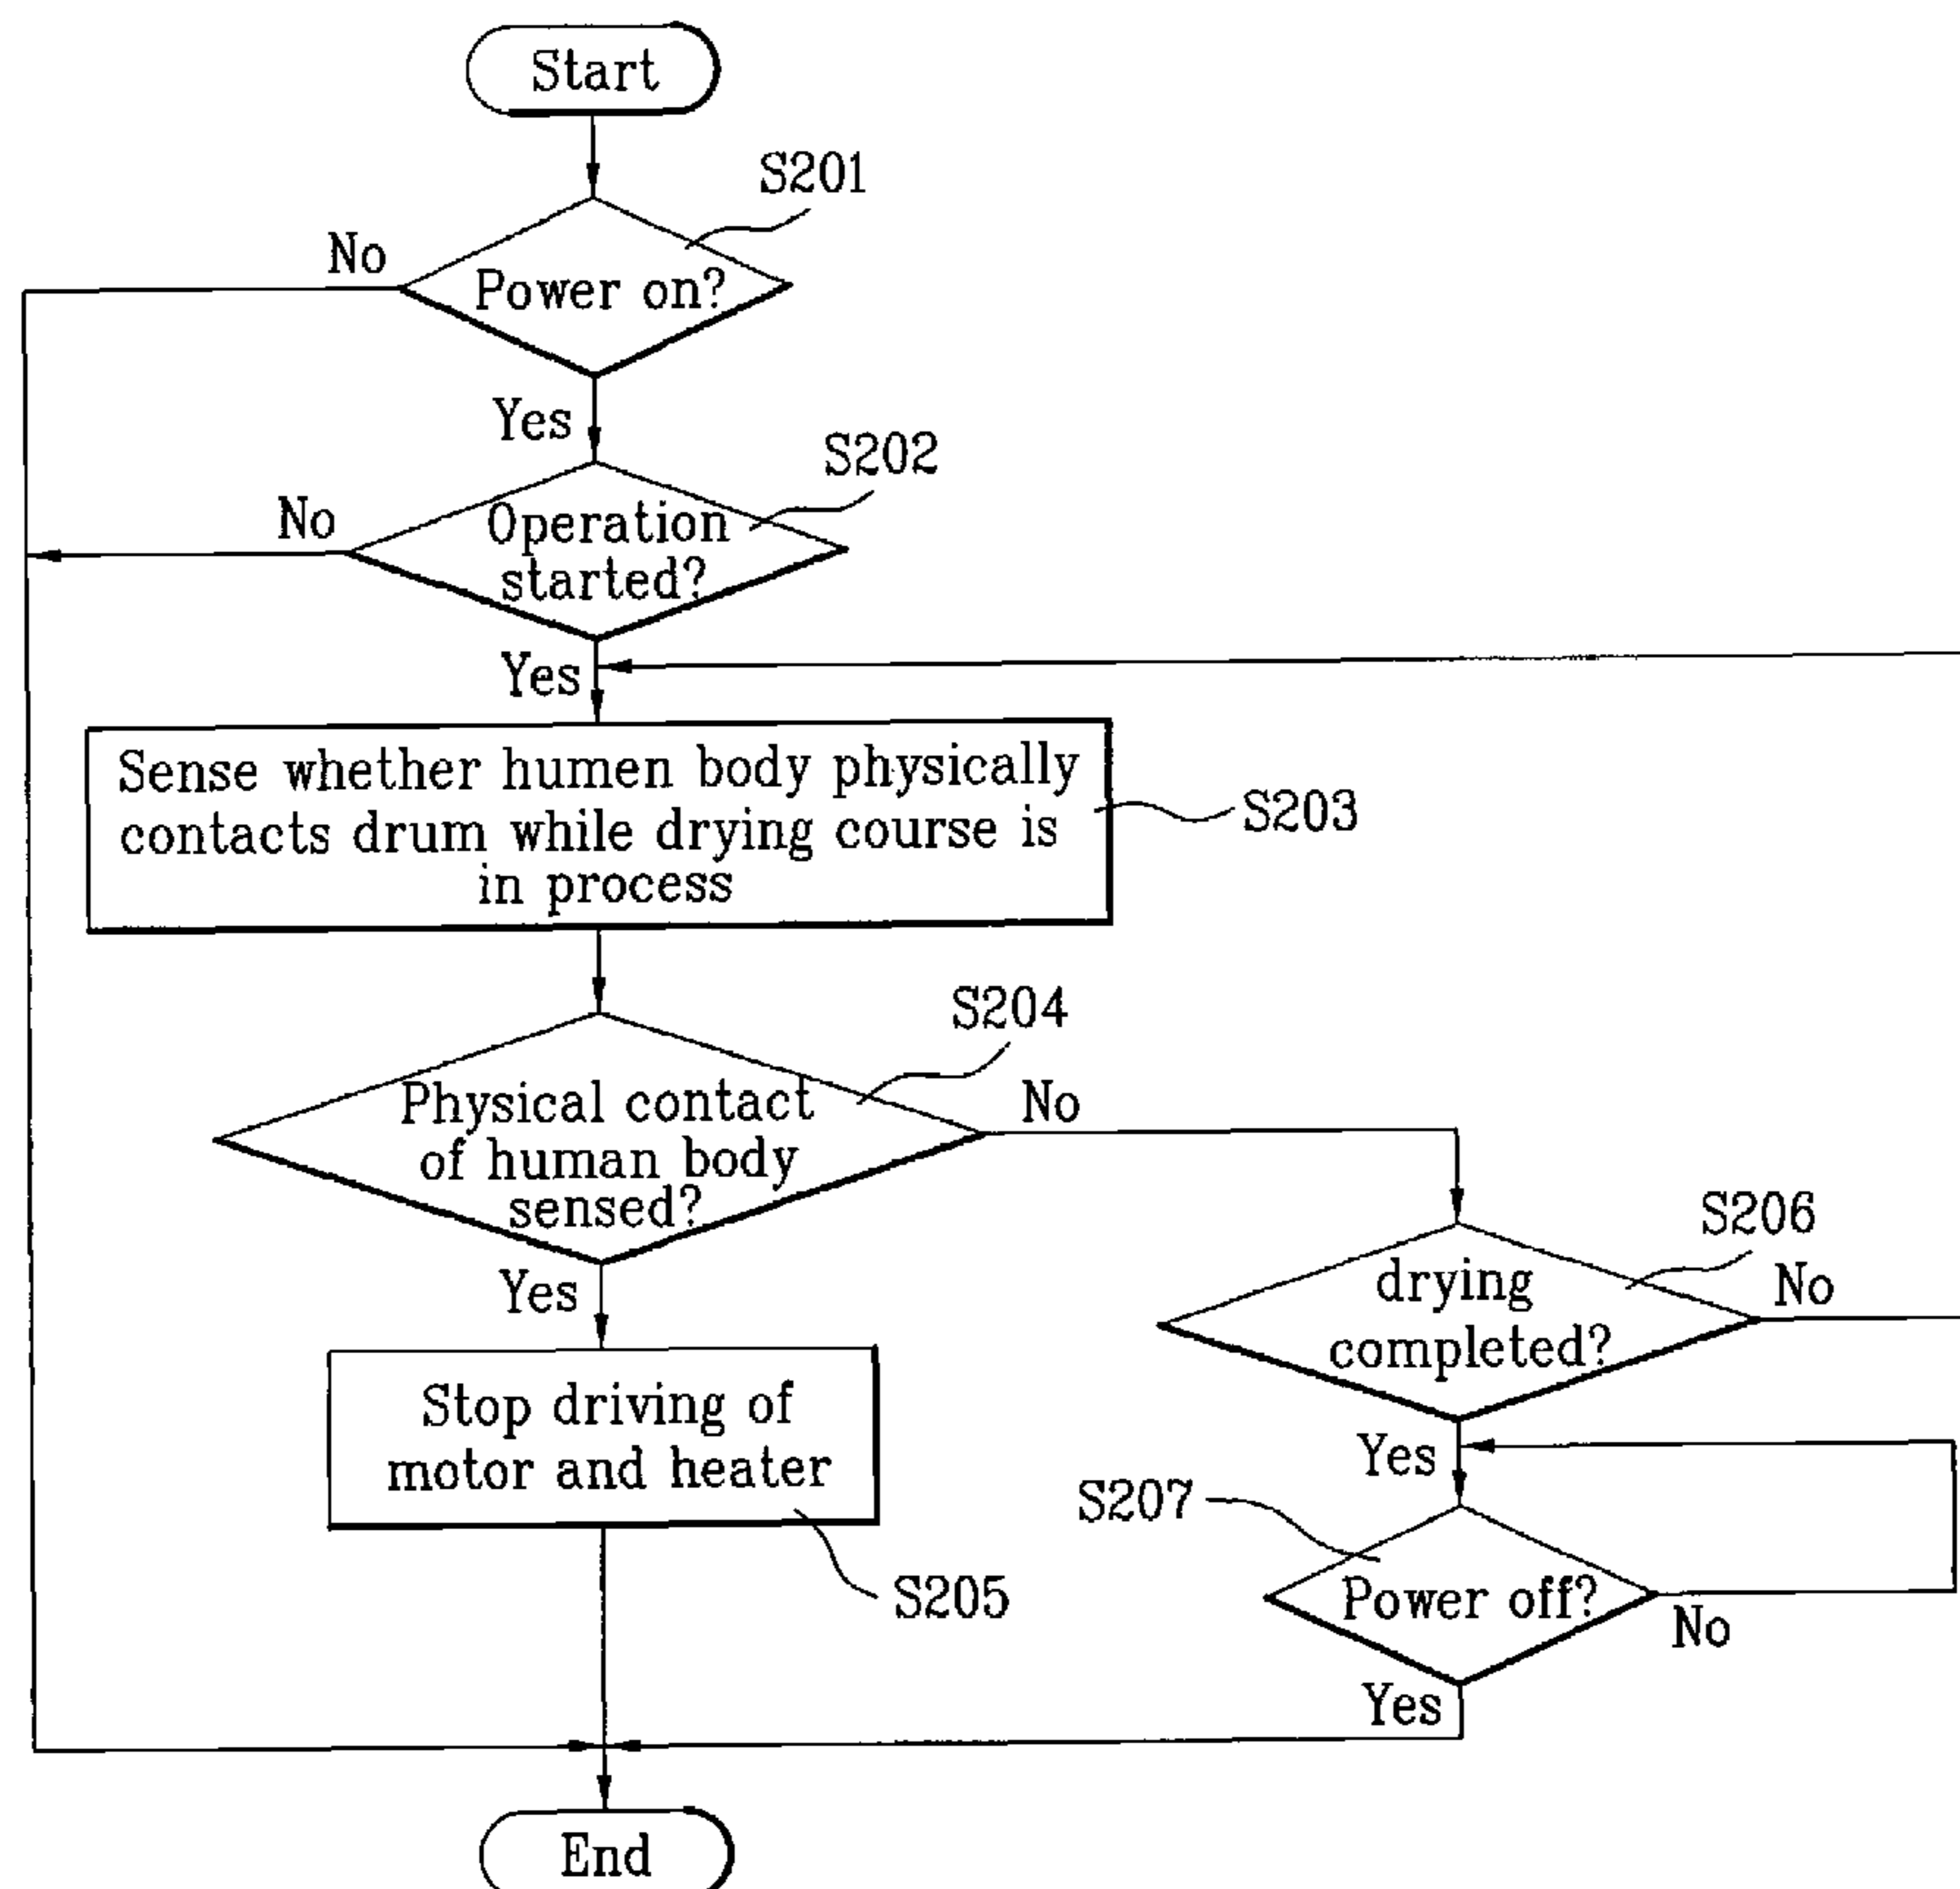 Start
S201
No
Power on?
Yes
S202
No
Operation
started?
Yes
Sense whether humen body physically
contacts drum while drying course is
in process
S203
S204
Physical contact
of human body
sensed?
No
Yes
S206
drying
completed?
No
Stop driving of
motor and heater
S205
Yes
S207
Power off?
No
Yes
End